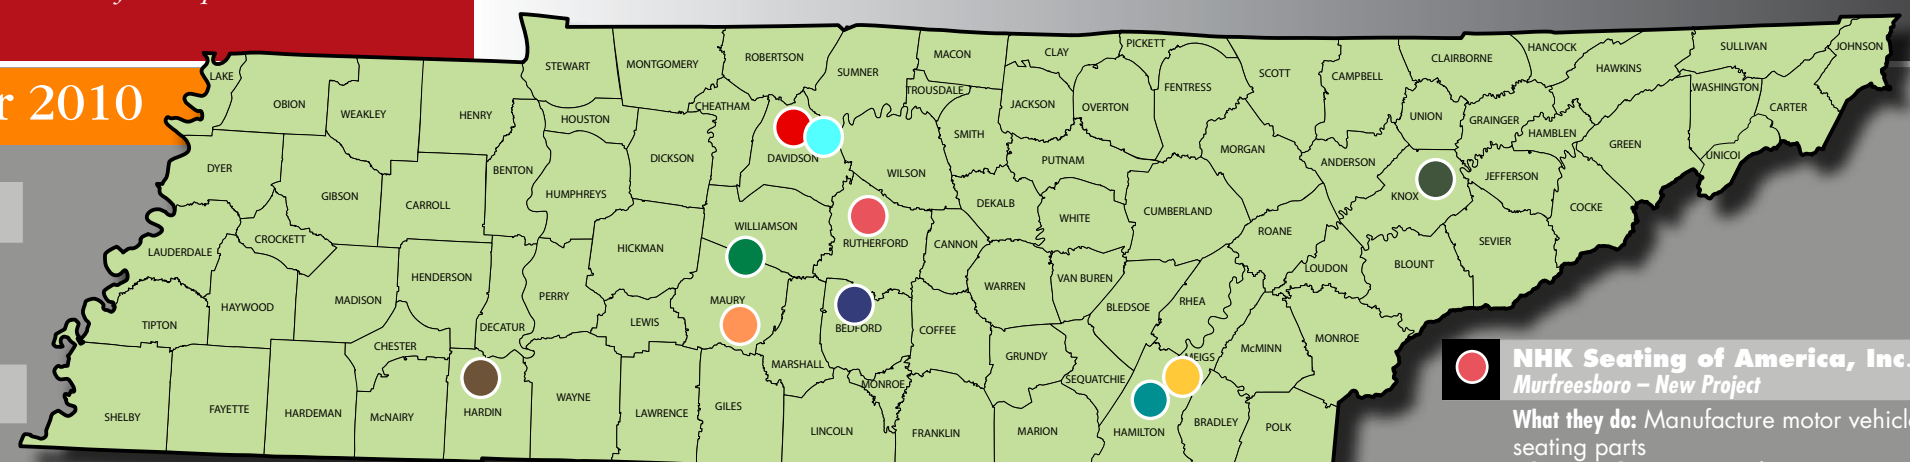 r 2010
STEWART
MONTGOMERY
ROBERTSON
SUMNER
MACON
CLAY
PICKETT
SCOTT
CAMPBELL
CLAIRBORNE
HANCOCK
HAWKINS
SULLIVAN
JOHNSON
LAKE
OBION
WEAKLEY
HENRY
HOUSTON
CHEATHAM
TROUSDALE
JACKSON
OVERTON
FENTRESS
UNION
GRAINGER
HAMBLEN
WASHINGTON
CARTER
DYER
GIBSON
CARROLL
BENTON
HUMPHREYS
DICKSON
DAVIDSON
WILSON
SMITH
PUTNAM
MORGAN
ANDERSON
KNOX
JEFFERSON
GREEN
UNICOI
LAUDERDALE
CROCKETT
HENDERSON
HICKMAN
WILLIAMSON
RUTHERFORD
CANNON
DEKALB
WHITE
CUMBERLAND
ROANE
LOUDON
BLOUNT
SEVIER
COCKE
TIPTON
HAYWOOD
MADISON
CHESTER
DECATUR
PERRY
LEWIS
MAURY
BEDFORD
COFFEE
WARREN
VAN BUREN
BLEDSOE
RHEA
MEIGS
McMINN
MONROE
SHELBY
FAYETTE
HARDEMAN
McNAIRY
HARDIN
WAYNE
LAWRENCE
GILES
MARSHALL
MONROE
LINCOLN
FRANKLIN
GRUNDY
MARION
SEQUATCHIE
HAMILTON
BRADLEY
POLK
NHK Seating of America, Inc.
Murfreesboro – New Project
What they do: Manufacture motor vehicle
seating parts